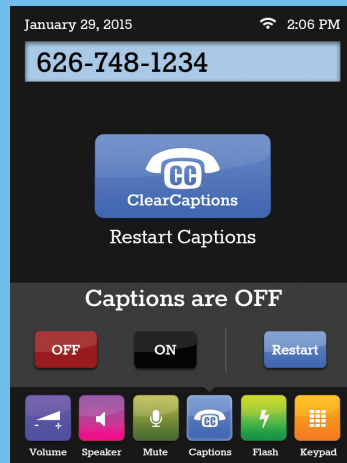 January 29, 2015 2:06 PM
626-748-1234
CC
ClearCaptions
Restart Captions
Captions are OFF
OFF ON Restart
- +
CC
Volume Speaker Mute Captions Flash Keypad